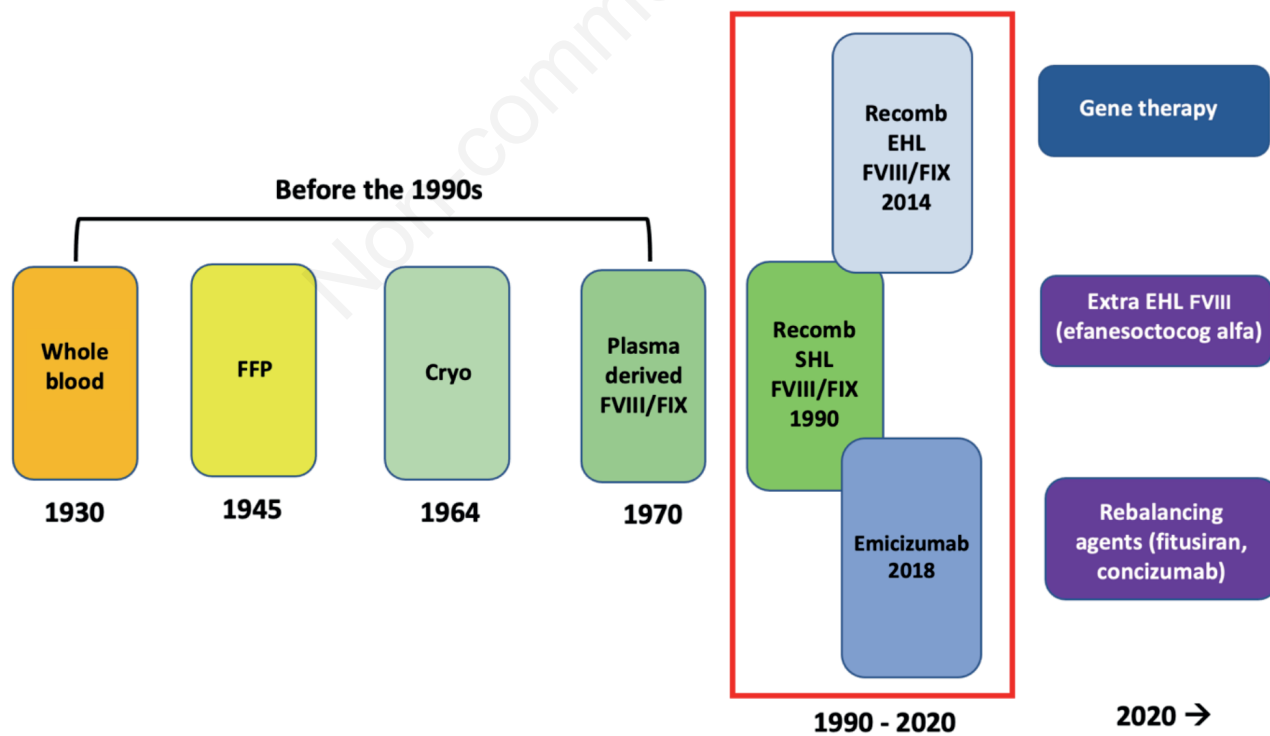 Non-comm
Before the 1990s
Whole
blood
1930
FFP
1945
Cryo
1964
Plasma
derived
FVIII/FIX
1970
Recomb
EHL
FVIII/FIX
2014
Recomb
SHL
FVIII/FIX
1990
Emicizumab
2018
1990 - 2020
Gene therapy
Extra EHL FVIII
(efanesoctocog alfa)
Rebalancing
agents (fitusiran,
concizumab)
2020 →